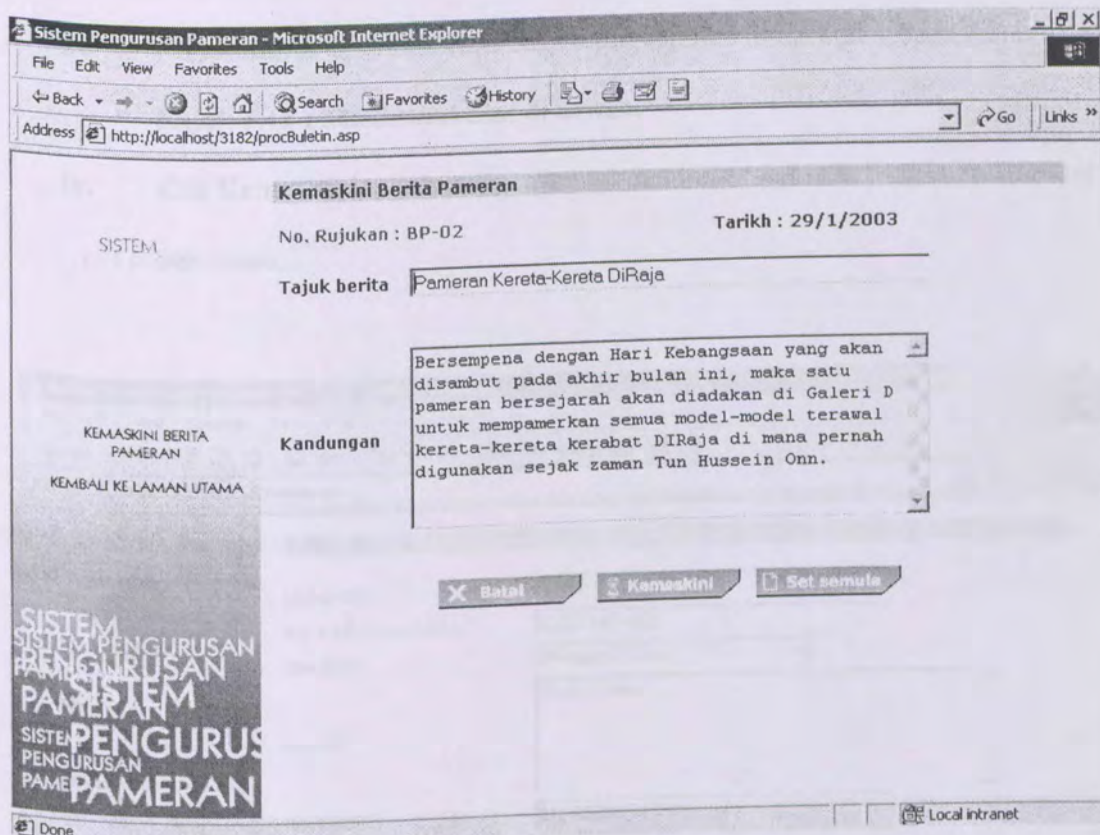 Sistem Pengurusan Pameran - Microsoft Internet Explorer
File Edit View Favorites Tools Help
Back Search Favorites History
Address http://localhost/3182/procBuletin.asp Go Links »
Kemaskini Berita Pameran
SISTEM
No. Rujukan : BP-02 Tarikh : 29/1/2003
Tajuk berita Pameran Kereta-Kereta DiRaja
Kandungan
Bersempena dengan Hari Kebangsaan yang akan
disambut pada akhir bulan ini, maka satu
pameran bersejarah akan diadakan di Galeri D
untuk mempamerkan semua model-model terawal
kereta-kereta kerabat DIRaja di mana pernah
digunakan sejak zaman Tun Hussein Onn.
KEMASKINI BERITA
PAMERAN
KEMBALI KE LAMAN UTAMA
X Batal Kemaskini Set semula
SISTEM
SISTEM PENGURUSAN
PENGURUSAN
SISTEM
PAMERAN
SISTEM PENGURUS
PENGURUSAN
PAME PAMERAN
Done Local intranet